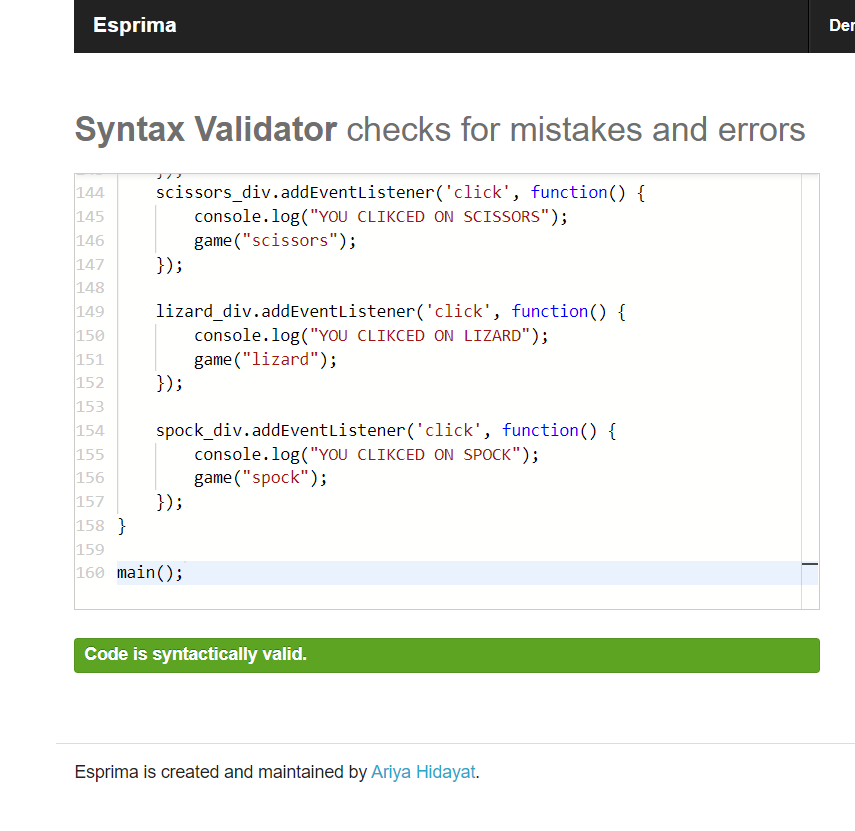 Esprima
Syntax Validator checks for mistakes and errors
144 scissors_div.addEventListener('click', function() {
145 console.log("YOU CLIKCED ON SCISSORS");
146 game("scissors");
147 });
148
149 lizard_div.addEventListener('click', function() {
150 console.log("YOU CLIKCED ON LIZARD");
151 game("lizard");
152 });
153
154 spock_div.addEventListener('click', function() {
155 console.log("YOU CLIKCED ON SPOCK");
156 game("spock");
157 });
158 }
159
160 main();
Code is syntactically valid.
Esprima is created and maintained by Ariya Hidayat.